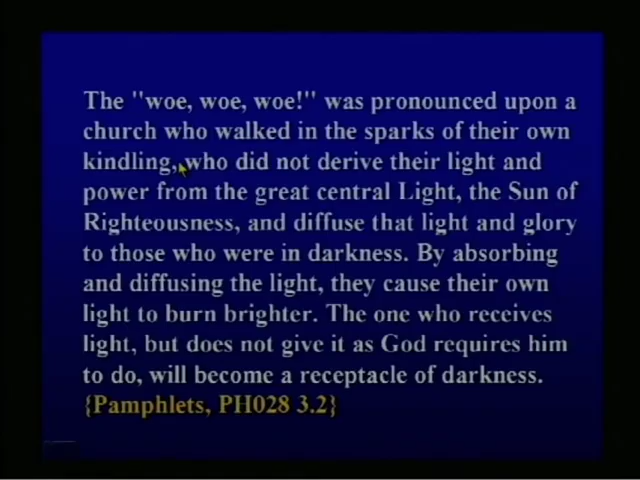 The "woe, woe, woe!" was pronounced upon a
church who walked in the sparks of their own
kindling, who did not derive their light and
power from the great central Light, the Sun of
Righteousness, and diffuse that light and glory
to those who were in darkness. By absorbing
and diffusing the light, they cause their own
light to burn brighter. The one who receives
light, but does not give it as God requires him
to do, will become a receptacle of darkness.
{Pamphlets, PH028 3.2}